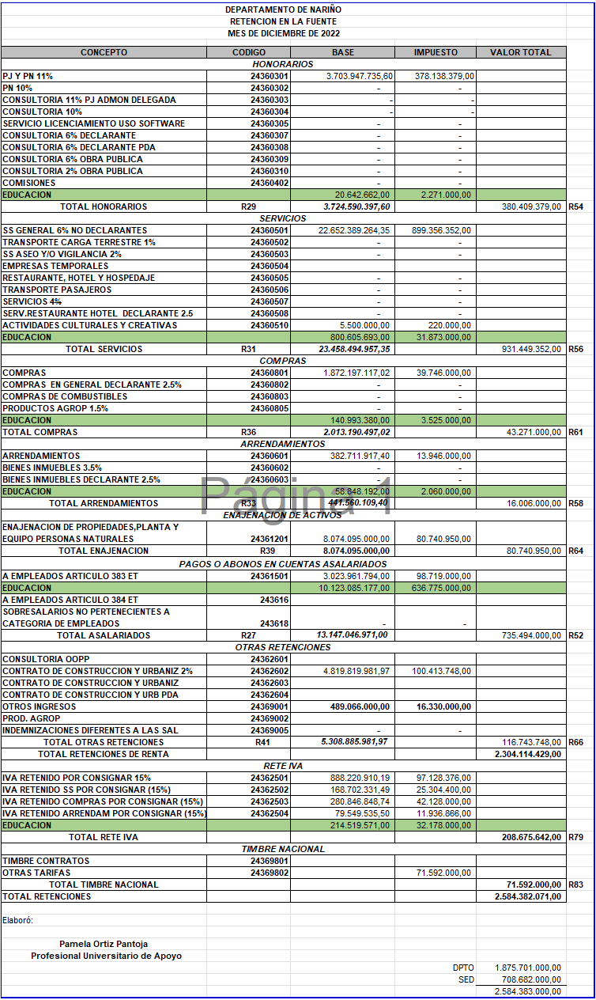 DEPARTAMENTO DE NARIÑO
RETENCION EN LA FUENTE
MES DE DICIEMBRE DE 2022
CONCEPTO CODIGO BASE IMPUESTO VALOR TOTAL
HONORARIOS
PJ Y PN 11% 24360301 3.703.947.735,60 378.138.379,00
PN 10% 24360302 - -
CONSULTORIA 11% PJ ADMON DELEGADA 24360303 - -
CONSULTORIA 10% 24360304 - -
SERVICIO LICENCIAMIENTO USO SOFTWARE 24360305 - -
CONSULTORIA 6% DECLARANTE 24360307 - -
CONSULTORIA 6% DECLARANTE PDA 24360308 - -
CONSULTORIA 6% OBRA PUBLICA 24360309 - -
CONSULTORIA 2% OBRA PUBLICA 24360310 - -
COMISIONES 24360402 - -
EDUCACION 20.642.662,00 2.271.000,00
TOTAL HONORARIOS R29 3.724.590.397,60 380.409.379,00 R54
SERVICIOS
SS GENERAL 6% NO DECLARANTES 24360501 22.652.389.264,35 899.356.352,00
TRANSPORTE CARGA TERRESTRE 1% 24360502 - -
SS ASEO Y/O VIGILANCIA 2% 24360503 - -
EMPRESAS TEMPORALES 24360504
RESTAURANTE, HOTEL Y HOSPEDAJE 24360505 - -
TRANSPORTE PASAJEROS 24360506 - -
SERVICIOS 4% 24360507 - -
SERV.RESTAURANTE HOTEL DECLARANTE 2.5 24360508 - -
ACTIVIDADES CULTURALES Y CREATIVAS 24360510 5.500.000,00 220.000,00
EDUCACION 800.605.693,00 31.873.000,00
TOTAL SERVICIOS R31 23.458.494.957,35 931.449.352,00 R56
COMPRAS
COMPRAS 24360801 1.872.197.117,02 39.746.000,00
COMPRAS EN GENERAL DECLARANTE 2.5% 24360802 - -
COMPRAS DE COMBUSTIBLES 24360803 - -
PRODUCTOS AGROP 1.5% 24360805 - -
EDUCACION 140.993.380,00 3.525.000,00
TOTAL COMPRAS R36 2.013.190.497,02 43.271.000,00 R61
ARRENDAMIENTOS
ARRENDAMIENTOS 24360601 382.711.917,40 13.946.000,00
BIENES INMUEBLES 3.5% 24360602 - -
BIENES INMUEBLES DECLARANTE 2.5% 24360603 - -
EDUCACION 58.848.192,00 2.060.000,00
TOTAL ARRENDAMIENTOS R33 441.560.109,40 16.006.000,00 R58
Página 1
ENAJENACION DE ACTIVOS
ENAJENACION DE PROPIEDADES,PLANTA Y
EQUIPO PERSONAS NATURALES 24361201 8.074.095.000,00 80.740.950,00
TOTAL ENAJENACION R39 8.074.095.000,00 80.740.950,00 R64
PAGOS O ABONOS EN CUENTAS ASALARIADOS
A EMPLEADOS ARTICULO 383 ET 24361501 3.023.961.794,00 98.719.000,00
EDUCACION 10.123.085.177,00 636.775.000,00
A EMPLEADOS ARTICULO 384 ET 243616
SOBRESALARIOS NO PERTENECIENTES A
CATEGORIA DE EMPLEADOS 243618 - -
TOTAL ASALARIADOS R27 13.147.046.971,00 735.494.000,00 R52
OTRAS RETENCIONES
CONSULTORIA OOPP 24362601
CONTRATO DE CONSTRUCCION Y URBANIZ 2% 24362602 4.819.819.981,97 100.413.748,00
CONTRATO DE CONSTRUCCION Y URBANIZ 24362603
CONTRATO DE CONSTRUCCION Y URB PDA 24362604
OTROS INGRESOS 24369001 489.066.000,00 16.330.000,00
PROD. AGROP 24369002
INDEMNIZACIONES DIFERENTES A LAS SAL 24369005 - -
TOTAL OTRAS RETENCIONES R41 5.308.885.981,97 116.743.748,00 R66
TOTAL RETENCIONES DE RENTA 2.304.114.429,00
RETE IVA
IVA RETENIDO POR CONSIGNAR 15% 24362501 888.220.910,19 97.128.376,00
IVA RETENIDO SS POR CONSIGNAR (15%) 24362502 168.702.331,49 25.304.400,00
IVA RETENIDO COMPRAS POR CONSIGNAR (15%) 24362503 280.846.848,74 42.128.000,00
IVA RETENIDO ARRENDAM POR CONSIGNAR (15%) 24362504 79.549.535,50 11.936.866,00
EDUCACION 214.519.571,00 32.178.000,00
TOTAL RETE IVA 208.675.642,00 R79
TIMBRE NACIONAL
TIMBRE CONTRATOS 24369801
OTRAS TARIFAS 24369802 71.592.000,00
TOTAL TIMBRE NACIONAL 71.592.000,00 R83
TOTAL RETENCIONES 2.584.382.071,00
Elaboró:
Pamela Ortiz Pantoja
Profesional Universitario de Apoyo
DPTO 1.875.701.000,00
SED 708.682.000,00
2.584.383.000,00